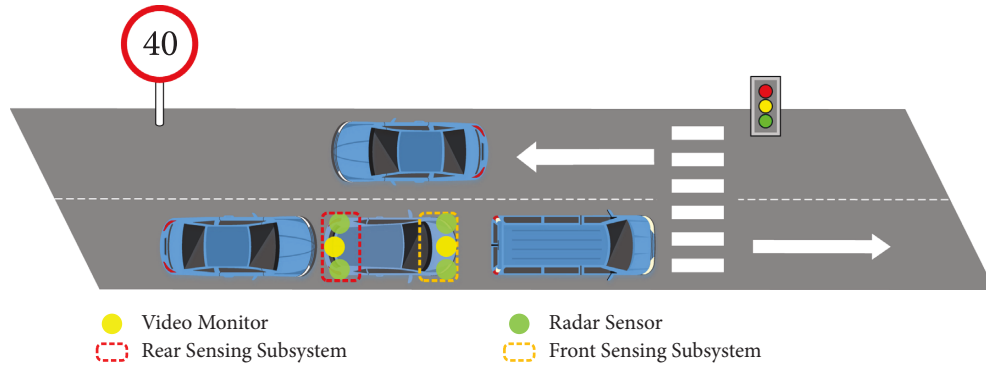 40
Video Monitor
Radar Sensor
Rear Sensing Subsystem
Front Sensing Subsystem